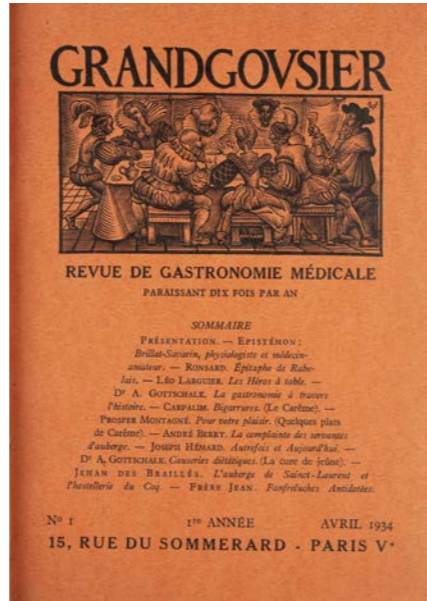 GRANDGOVSIER
REVUE DE GASTRONOMIE MÉDICALE
PARAISSANT DIX FOIS PAR AN
SOMMAIRE
PRÉSENTATION. — EPISTÉMON :
Brillat-Savarin, physiologiste et médecin-
amateur. — RONSARD. Épitaphe de Rabe-
lais. — LÉO LARGUIER. Les Héros à table. —
Dr A. GOTTSCHALK. La gastronomie à travers
l'histoire. — CARPALIM. Bigarrures. (Le Carême). —
PROSPER MONTAGNÉ. Pour votre plaisir. (Quelques plats
de Carême). — ANDRÉ BERRY. La complainte des servantes
d'auberge. — JOSEPH HÉMARD. Autrefois et Aujourd'hui. —
Dr A. GOTTSCHALK. Causeries diététiques. (La cure de jeûne). —
JEHAN DES BRAILLES. L'auberge de Sainct-Laurent et
l'hostellerie du Coq. — FRÈRE JEAN. Fanfreluches Antidotées.
No 1 1re ANNÉE AVRIL 1934
15, RUE DU SOMMERARD - PARIS Ve